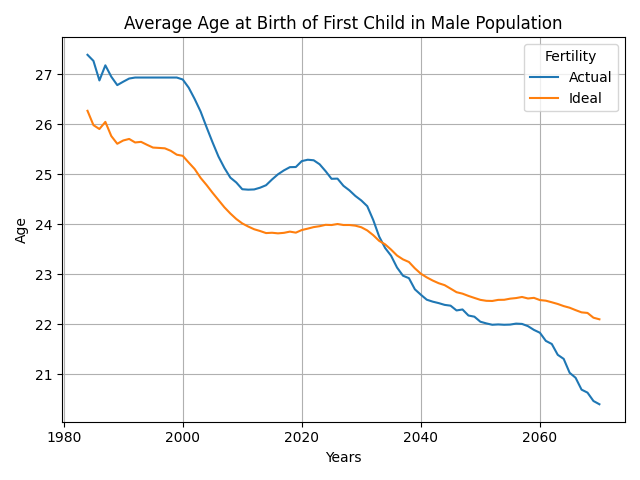 Average Age at Birth of First Child in Male Population
Fertility
Actual
Ideal
Age
27
26
25
24
23
22
21
1980
2000
2020
2040
2060
Years